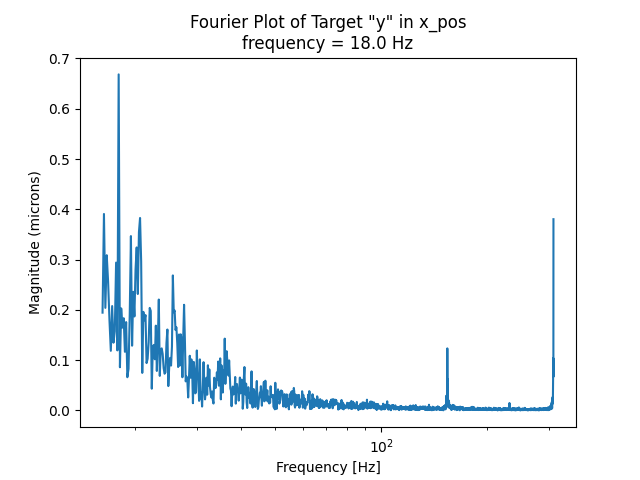 Fourier Plot of Target "y" in x_pos
frequency = 18.0 Hz
0.7
0.6
0.5
0.4
0.3
0.2
0.1
0.0
Magnitude (microns)
10²
Frequency [Hz]